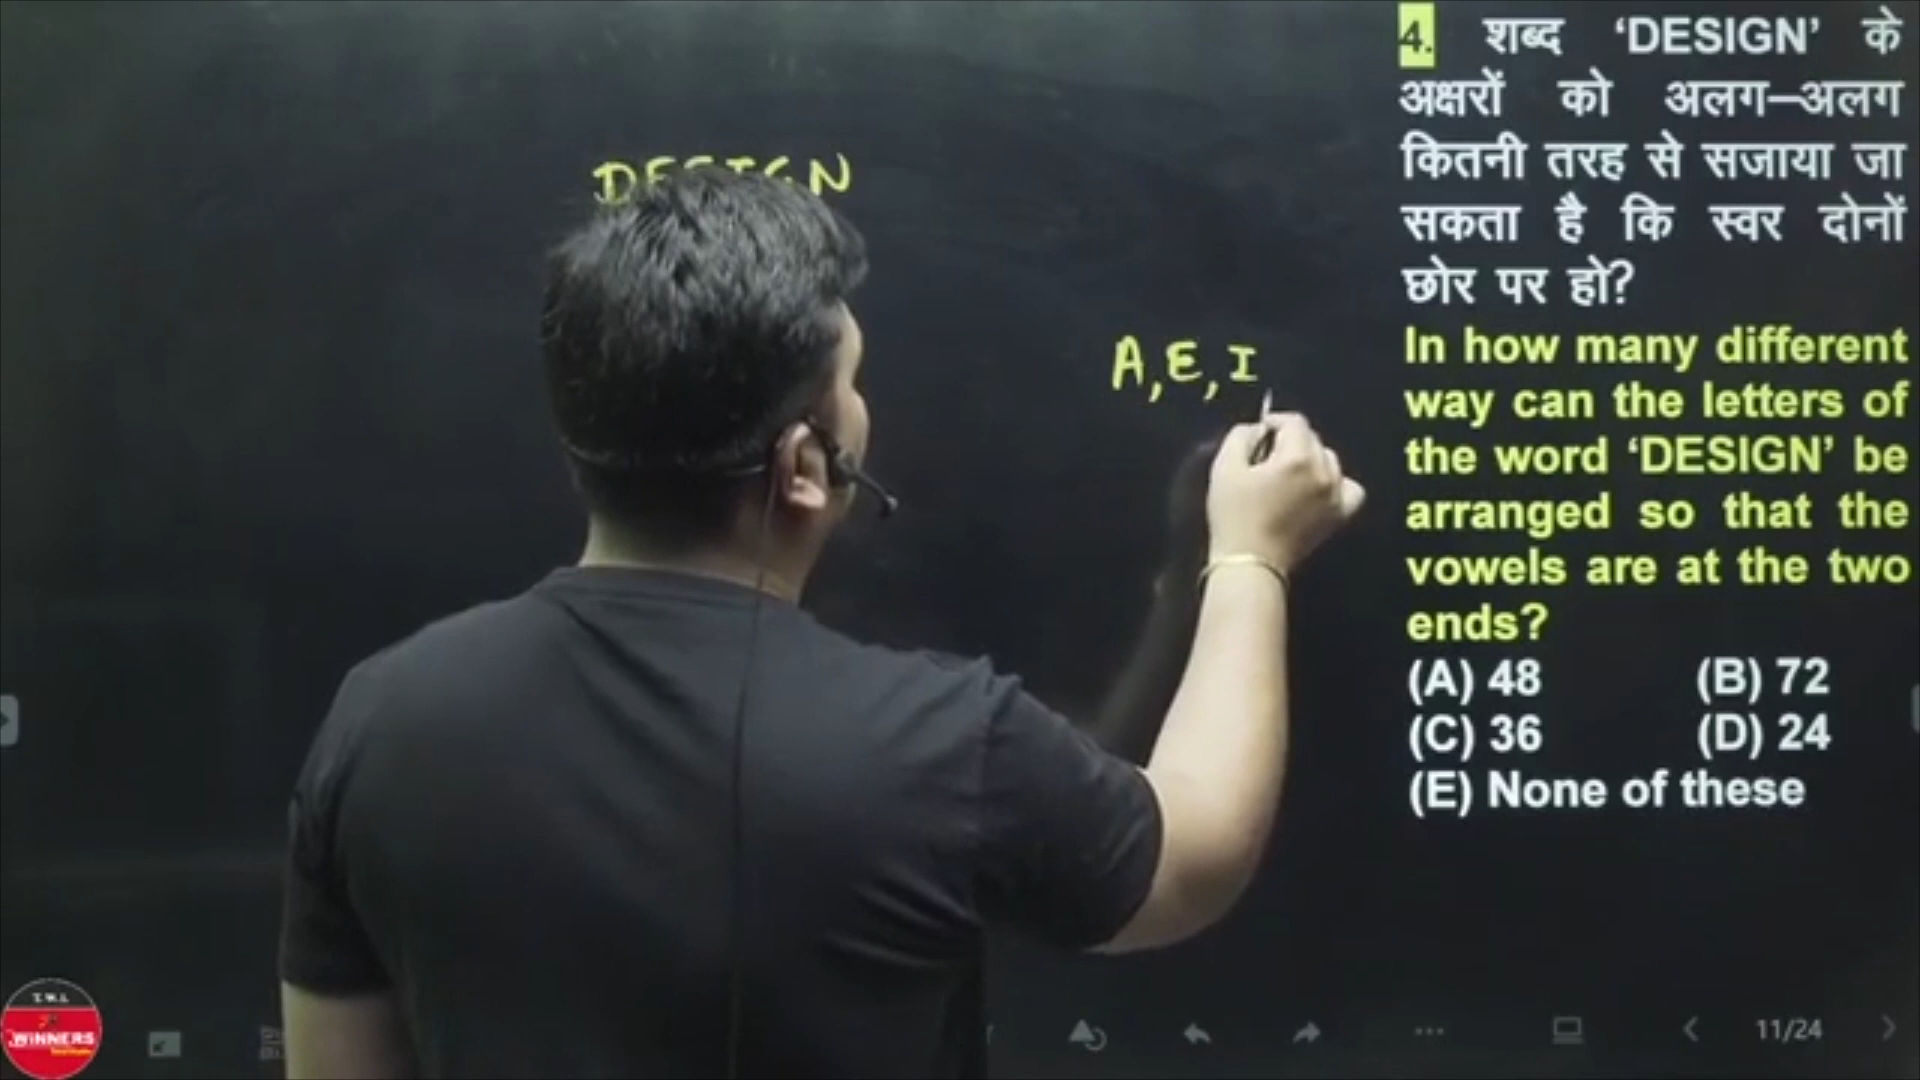 4. शब्द ‘DESIGN’ के
अक्षरों को अलग–अलग
कितनी तरह से सजाया जा
सकता है कि स्वर दोनों
छोर पर हो?
In how many different
way can the letters of
the word ‘DESIGN’ be
arranged so that the
vowels are at the two
ends?
(A) 48 (B) 72
(C) 36 (D) 24
(E) None of these
DESIGN
A, E, I
WINNERS
11/24